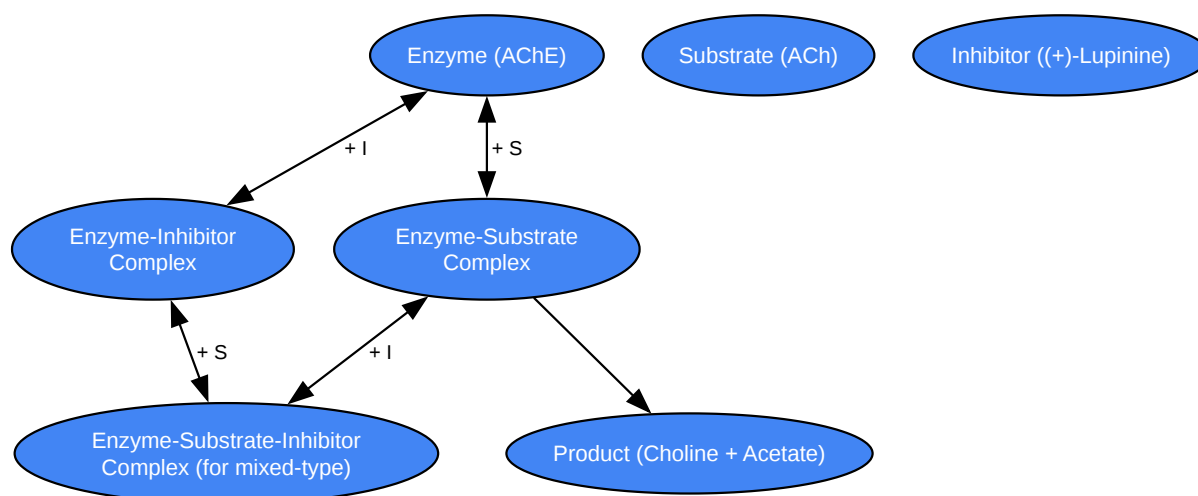 Enzyme (AChE)
Substrate (ACh)
Inhibitor ((+)-Lupinine)
+ I
+ S
Enzyme-Inhibitor
Complex
Enzyme-Substrate
Complex
+ S
+ I
Enzyme-Substrate-Inhibitor
Complex (for mixed-type)
Product (Choline + Acetate)